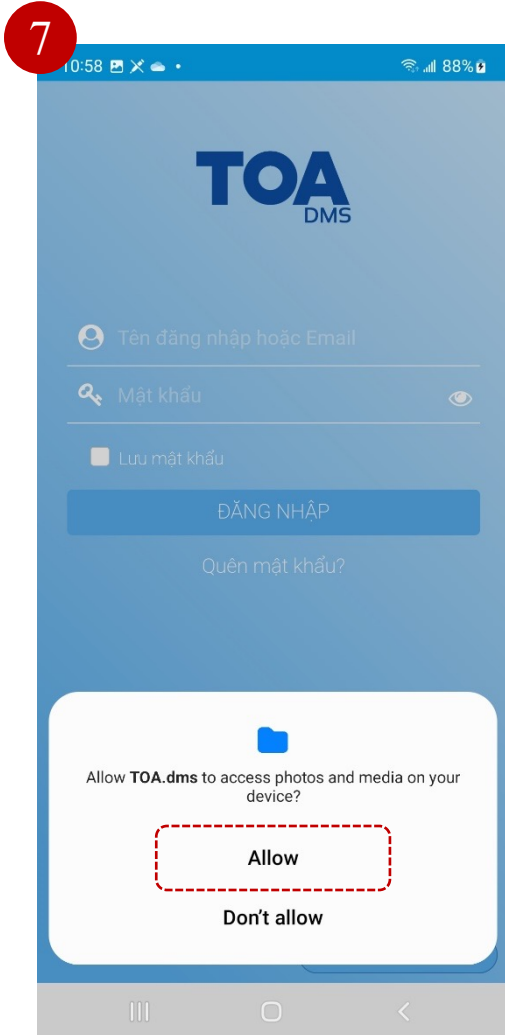 7
10:58 88%
TOA
DMS
Tên đăng nhập hoặc Email
Mật khẩu
Lưu mật khẩu
ĐĂNG NHẬP
Quên mật khẩu?
Allow TOA.dms to access photos and media on your
device?
Allow
Don't allow